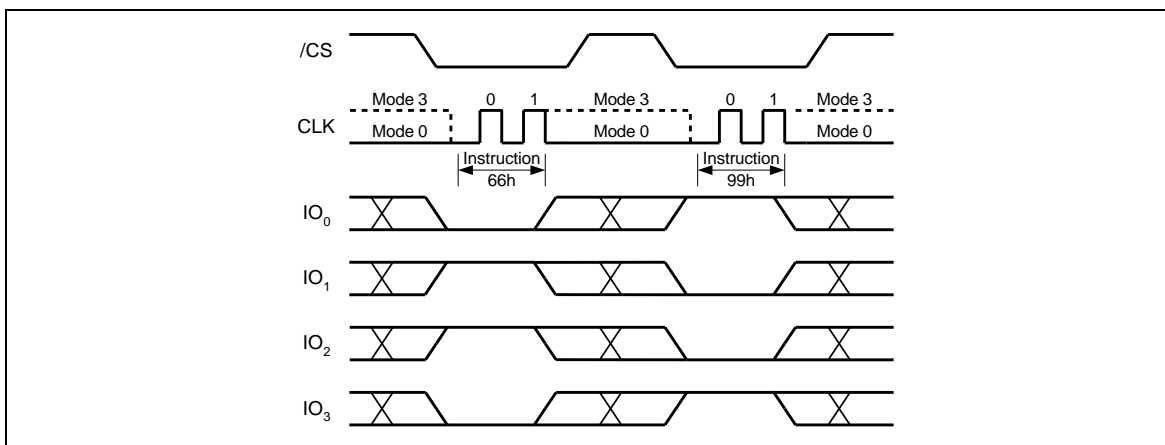 /CS
Mode 3 0 1 Mode 3 0 1 Mode 3
CLK Mode 0 Mode 0 Mode 0
Instruction Instruction
66h 99h
IO0
IO1
IO2
IO3